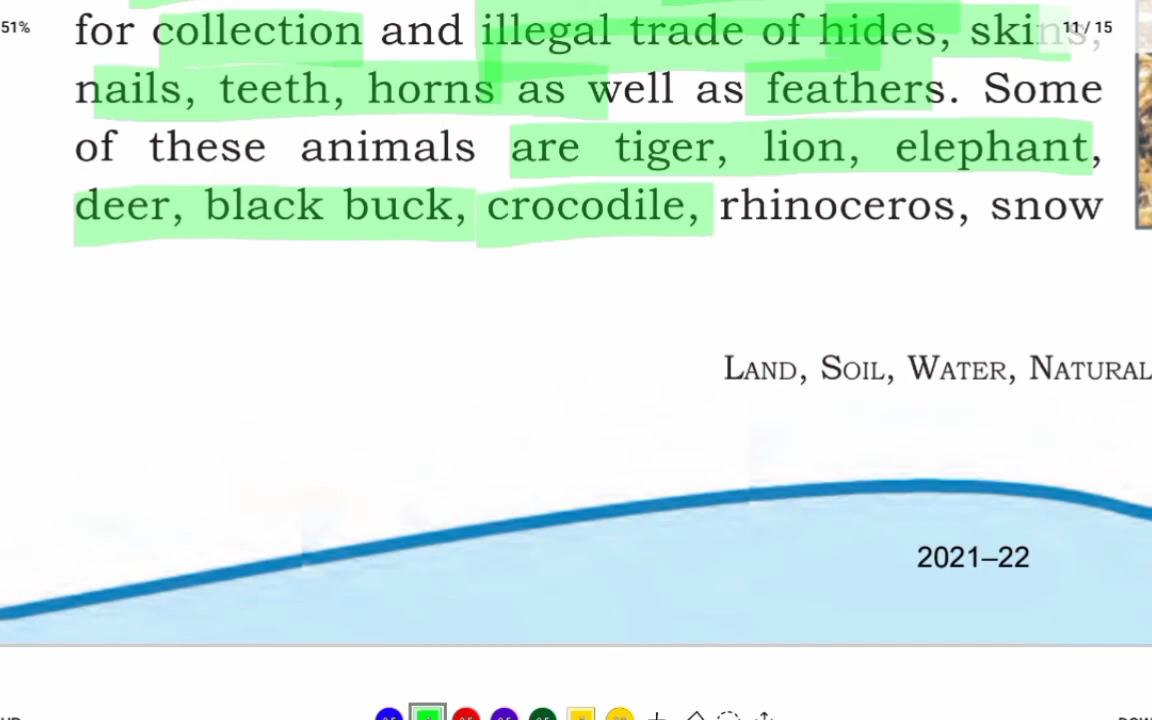 51%
11/ 15
for collection and illegal trade of hides, skins,
nails, teeth, horns as well as feathers. Some
of these animals are tiger, lion, elephant,
deer, black buck, crocodile, rhinoceros, snow
LAND, SOIL, WATER, NATURAL
2021–22